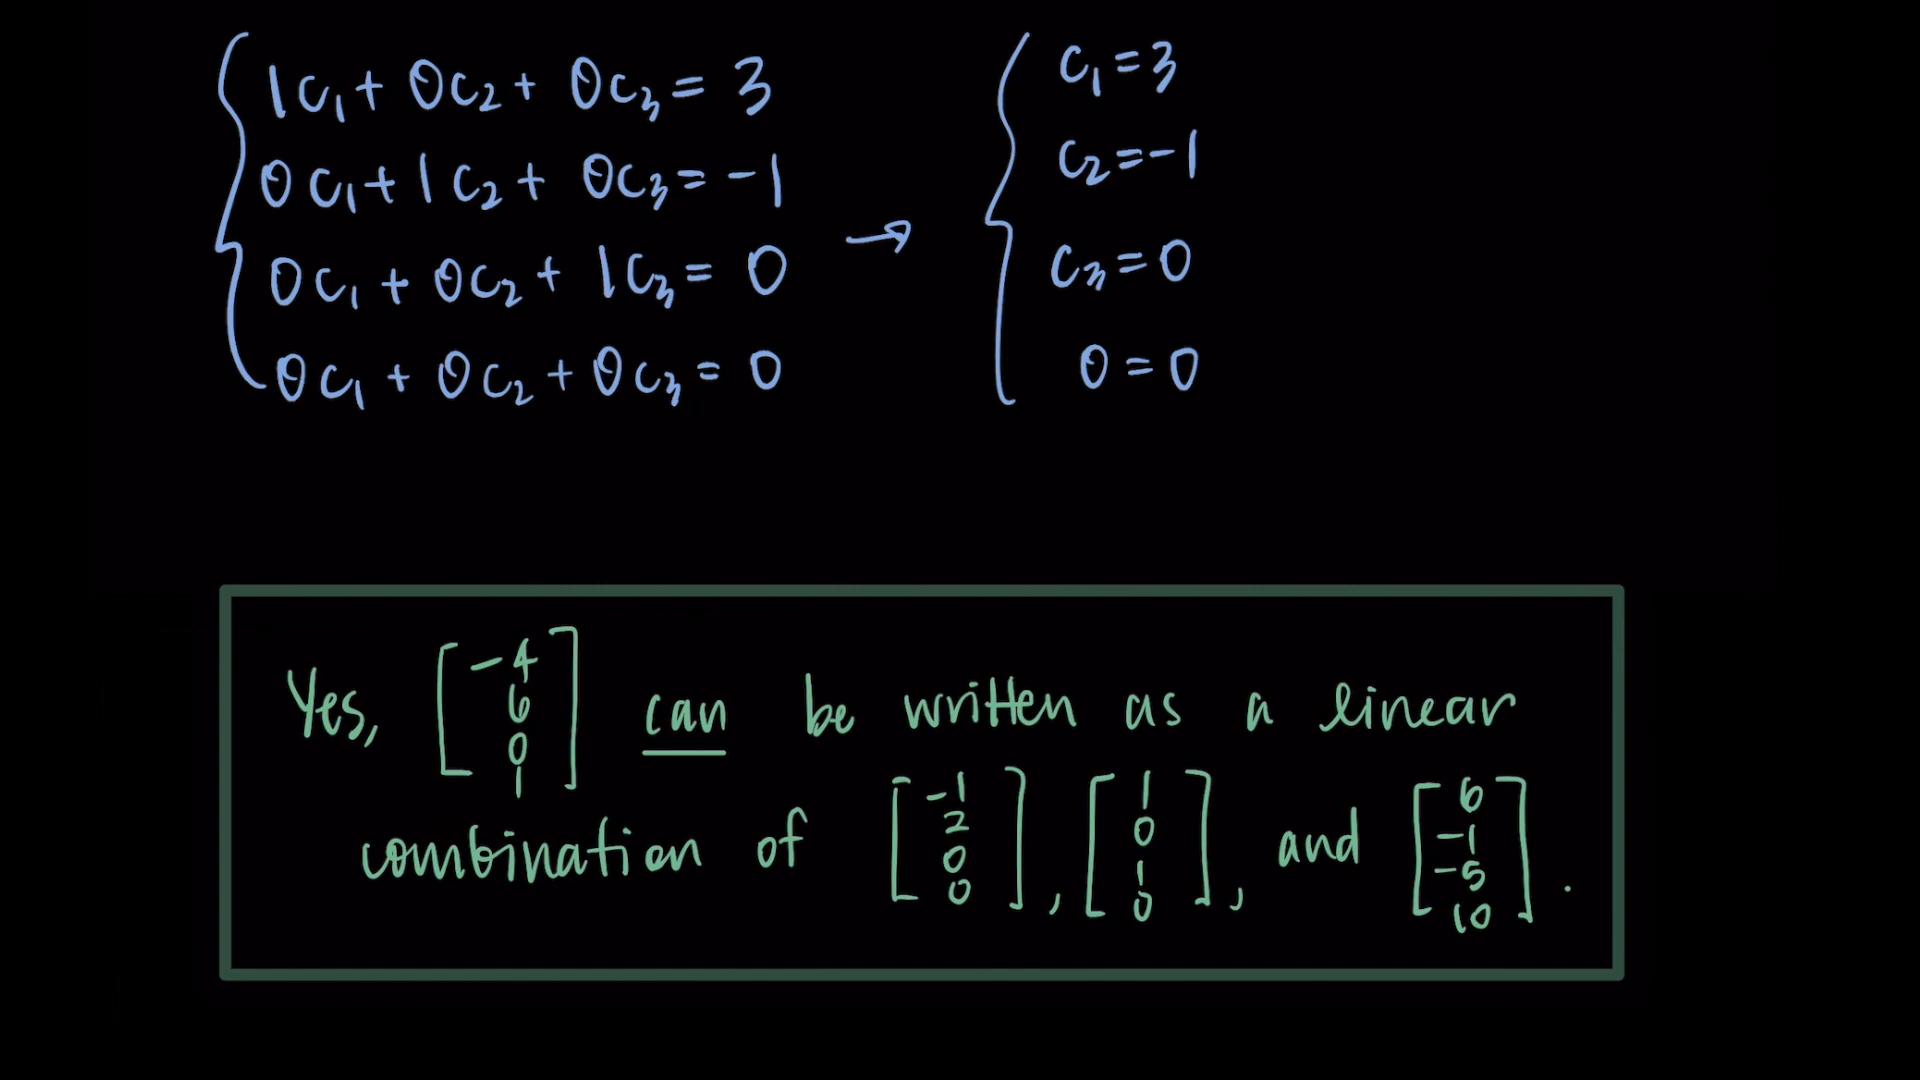 1c₁ + 0c₂ + 0c₃ = 3
0c₁ + 1c₂ + 0c₃ = -1
0c₁ + 0c₂ + 1c₃ = 0
0c₁ + 0c₂ + 0c₃ = 0
→
c₁ = 3
c₂ = -1
c₃ = 0
0 = 0
Yes, [-4 6 0 1] can be written as a linear
combination of [-1 2 0 0], [1 0 1 0], and [6 -1 -5 10].